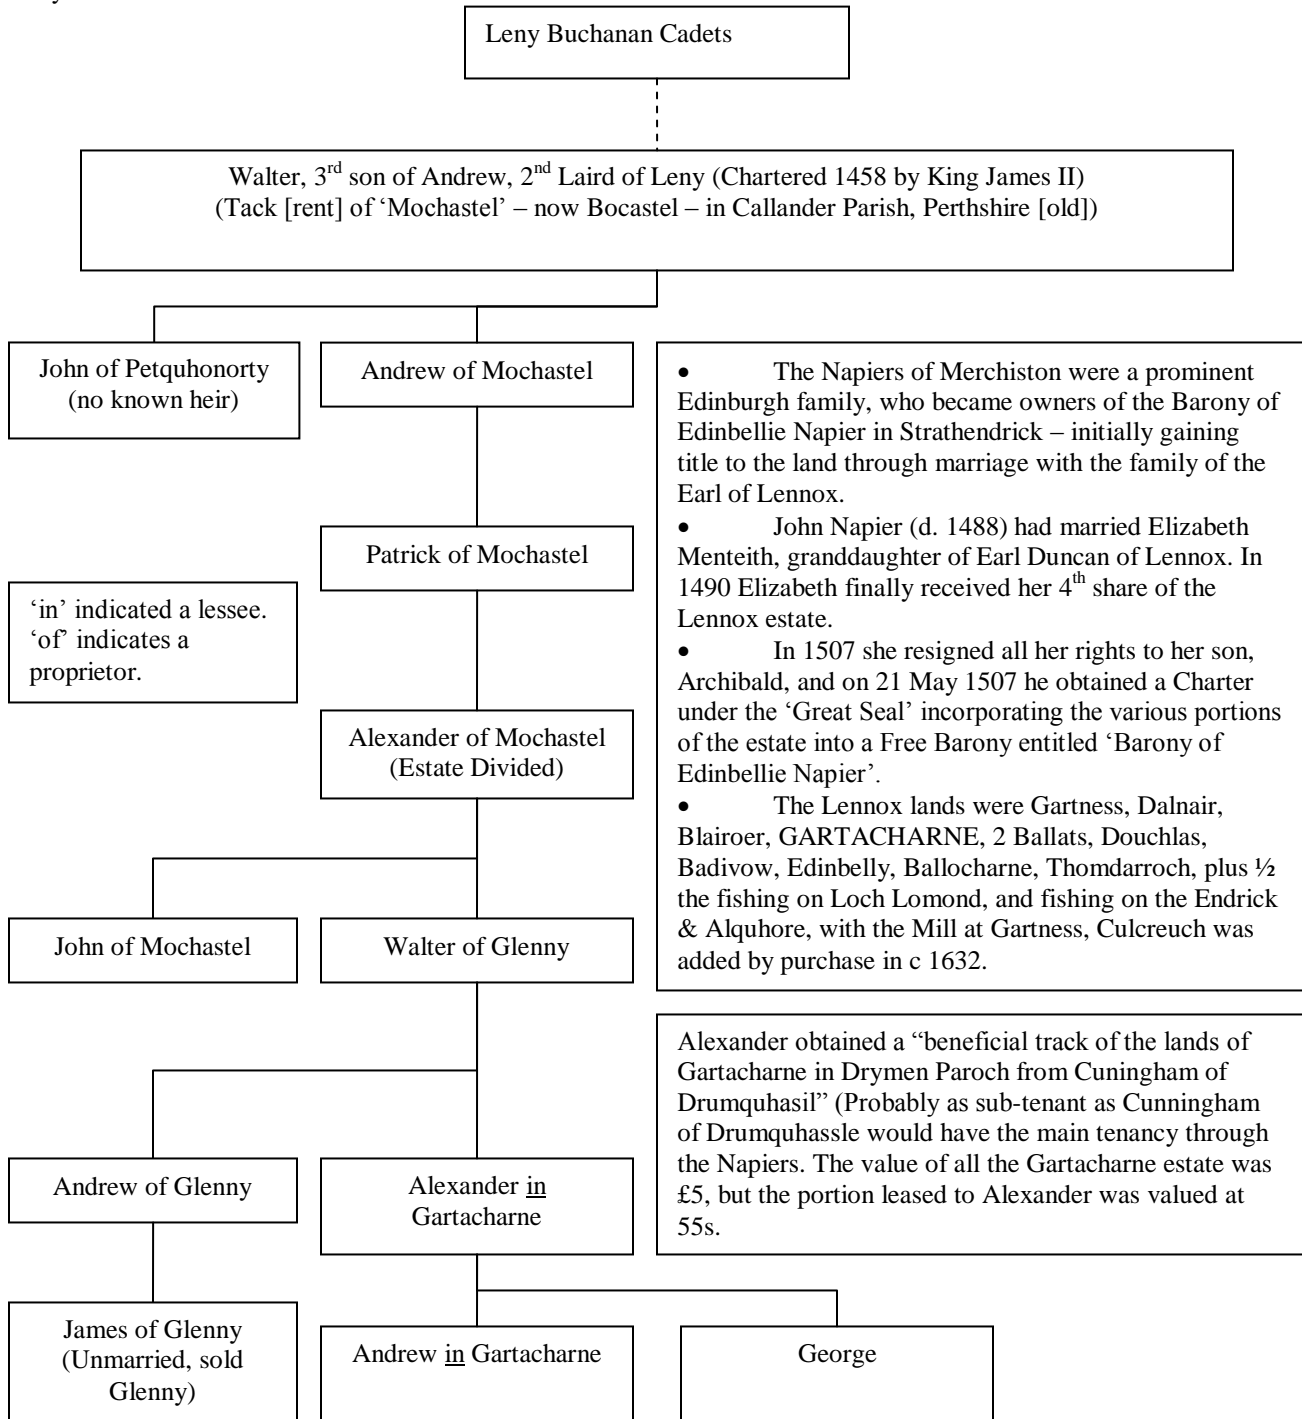 Leny Buchanan Cadets
Walter, 3rd son of Andrew, 2nd Laird of Leny (Chartered 1458 by King James II)
(Tack [rent] of ‘Mochastel’ – now Bocastel – in Callander Parish, Perthshire [old])
John of Petquhonorty
(no known heir)
Andrew of Mochastel
• The Napiers of Merchiston were a prominent
Edinburgh family, who became owners of the Barony of
Edinbellie Napier in Strathendrick – initially gaining
title to the land through marriage with the family of the
Earl of Lennox.
• John Napier (d. 1488) had married Elizabeth
Menteith, granddaughter of Earl Duncan of Lennox. In
1490 Elizabeth finally received her 4th share of the
Lennox estate.
• In 1507 she resigned all her rights to her son,
Archibald, and on 21 May 1507 he obtained a Charter
under the ‘Great Seal’ incorporating the various portions
of the estate into a Free Barony entitled ‘Barony of
Edinbellie Napier’.
• The Lennox lands were Gartness, Dalnair,
Blairoer, GARTACHARNE, 2 Ballats, Douchlas,
Badivow, Edinbelly, Ballocharne, Thomdarroch, plus ½
the fishing on Loch Lomond, and fishing on the Endrick
& Alquhore, with the Mill at Gartness, Culcreuch was
added by purchase in c 1632.
Patrick of Mochastel
‘in’ indicated a lessee.
‘of’ indicates a
proprietor.
Alexander of Mochastel
(Estate Divided)
John of Mochastel
Walter of Glenny
Alexander obtained a “beneficial track of the lands of
Gartacharne in Drymen Paroch from Cuningham of
Drumquhasil” (Probably as sub-tenant as Cunningham
of Drumquhassle would have the main tenancy through
the Napiers. The value of all the Gartacharne estate was
£5, but the portion leased to Alexander was valued at
55s.
Andrew of Glenny
Alexander in
Gartacharne
James of Glenny
(Unmarried, sold
Glenny)
Andrew in Gartacharne
George